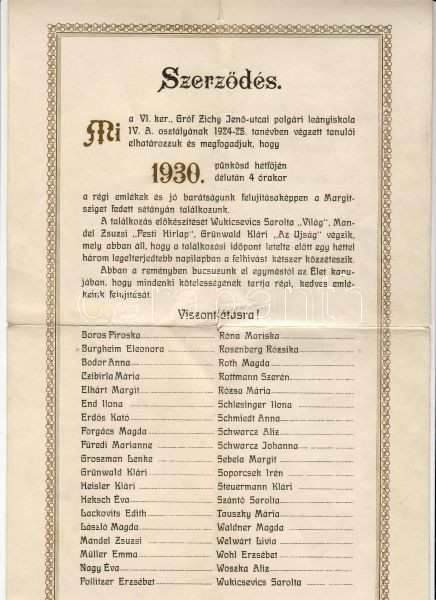 Szerződés.
Mi a VI. ker., Gróf Zichy Jenő-utcai polgári leányiskola
IV. A. osztályának 1924-25. tanévben végzett tanulói
elhatározzuk és megfogadjuk, hogy
1930. pünkösd hétfőjén
délután 4 órakor
a régi emlékek és jó barátságunk felujitásaképpen a Margit-
sziget fedett sétányán találkozunk.
A találkozás előkészitését Wukicsevics Sarolta „Világ", Man-
del Zsuzsi „Pesti Hirlap", Grünwald Klári „Az Ujság" végzik,
mely abban áll, hogy a találkozási időpont letelte előtt egy héttel
három legelterjedtebb napilapban a felhivást kétszer közzéteszik.
Abban a reményben bucsuzunk el egymástól az Élet kapu-
jában, hogy mindenki kötelességének tartja régi, kedves emlé-
keink felujitását.
Viszontlátásra!
Boros Piroska
Burgheim Eleonora
Bodor Anna
Czibirla Mária
Elhárt Margit
End Ilona
Erdős Kató
Forgács Magda
Füredi Marianne
Groszman Lenke
Grünwald Klári
Heisler Klári
Heksch Éva
Lackovits Edith
László Magda
Mandel Zsuzsi
Müller Emma
Nagy Éva
Pollitzer Erzsébet
Róna Mariska
Rosenberg Rózsika
Roth Magda
Rottmann Szerén
Rózsa Mária
Schlesinger Ilona
Schmiedt Anna
Schwarcz Aliz
Schwarcz Johanna
Sebela Margit
Soporcsek Irén
Steuermann Klári
Szántó Sarolta
Tauszky Mária
Waldner Magda
Welwárt Livia
Wohl Erzsébet
Woszka Aliz
Wukicsevics Sarolta